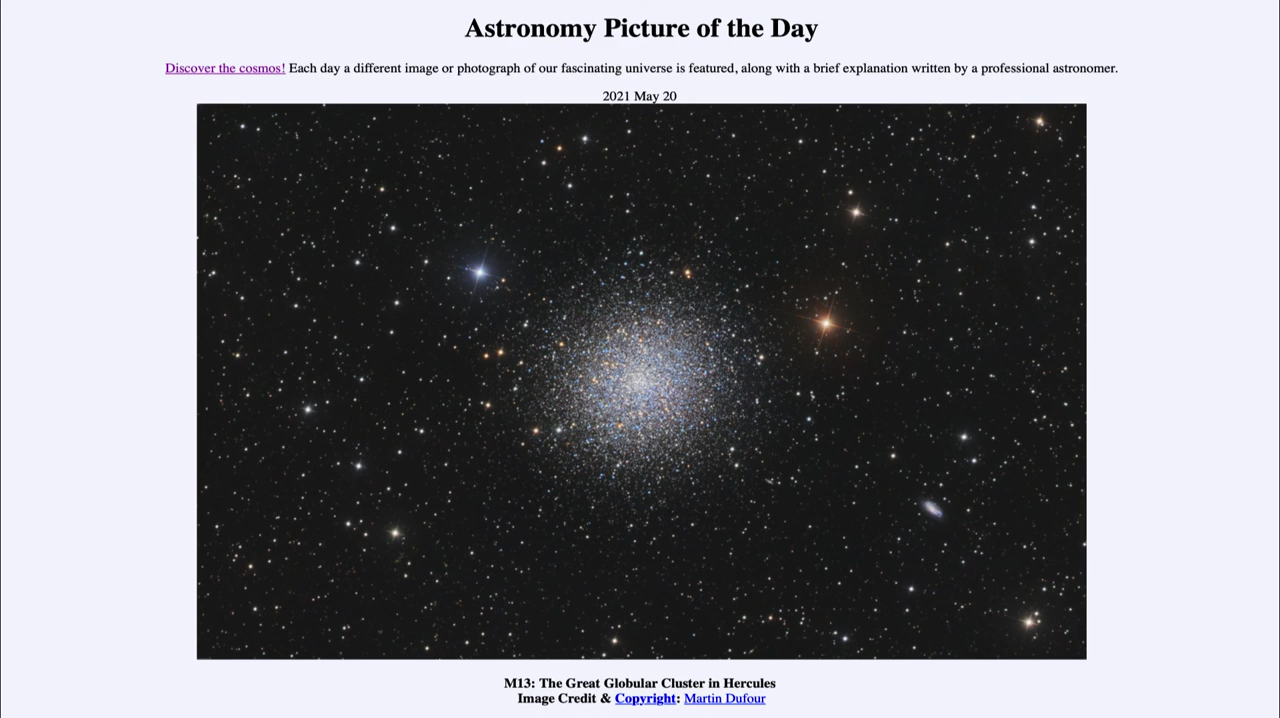 Astronomy Picture of the Day
Discover the cosmos! Each day a different image or photograph of our fascinating universe is featured, along with a brief explanation written by a professional astronomer.
2021 May 20
M13: The Great Globular Cluster in Hercules
Image Credit & Copyright: Martin Dufour